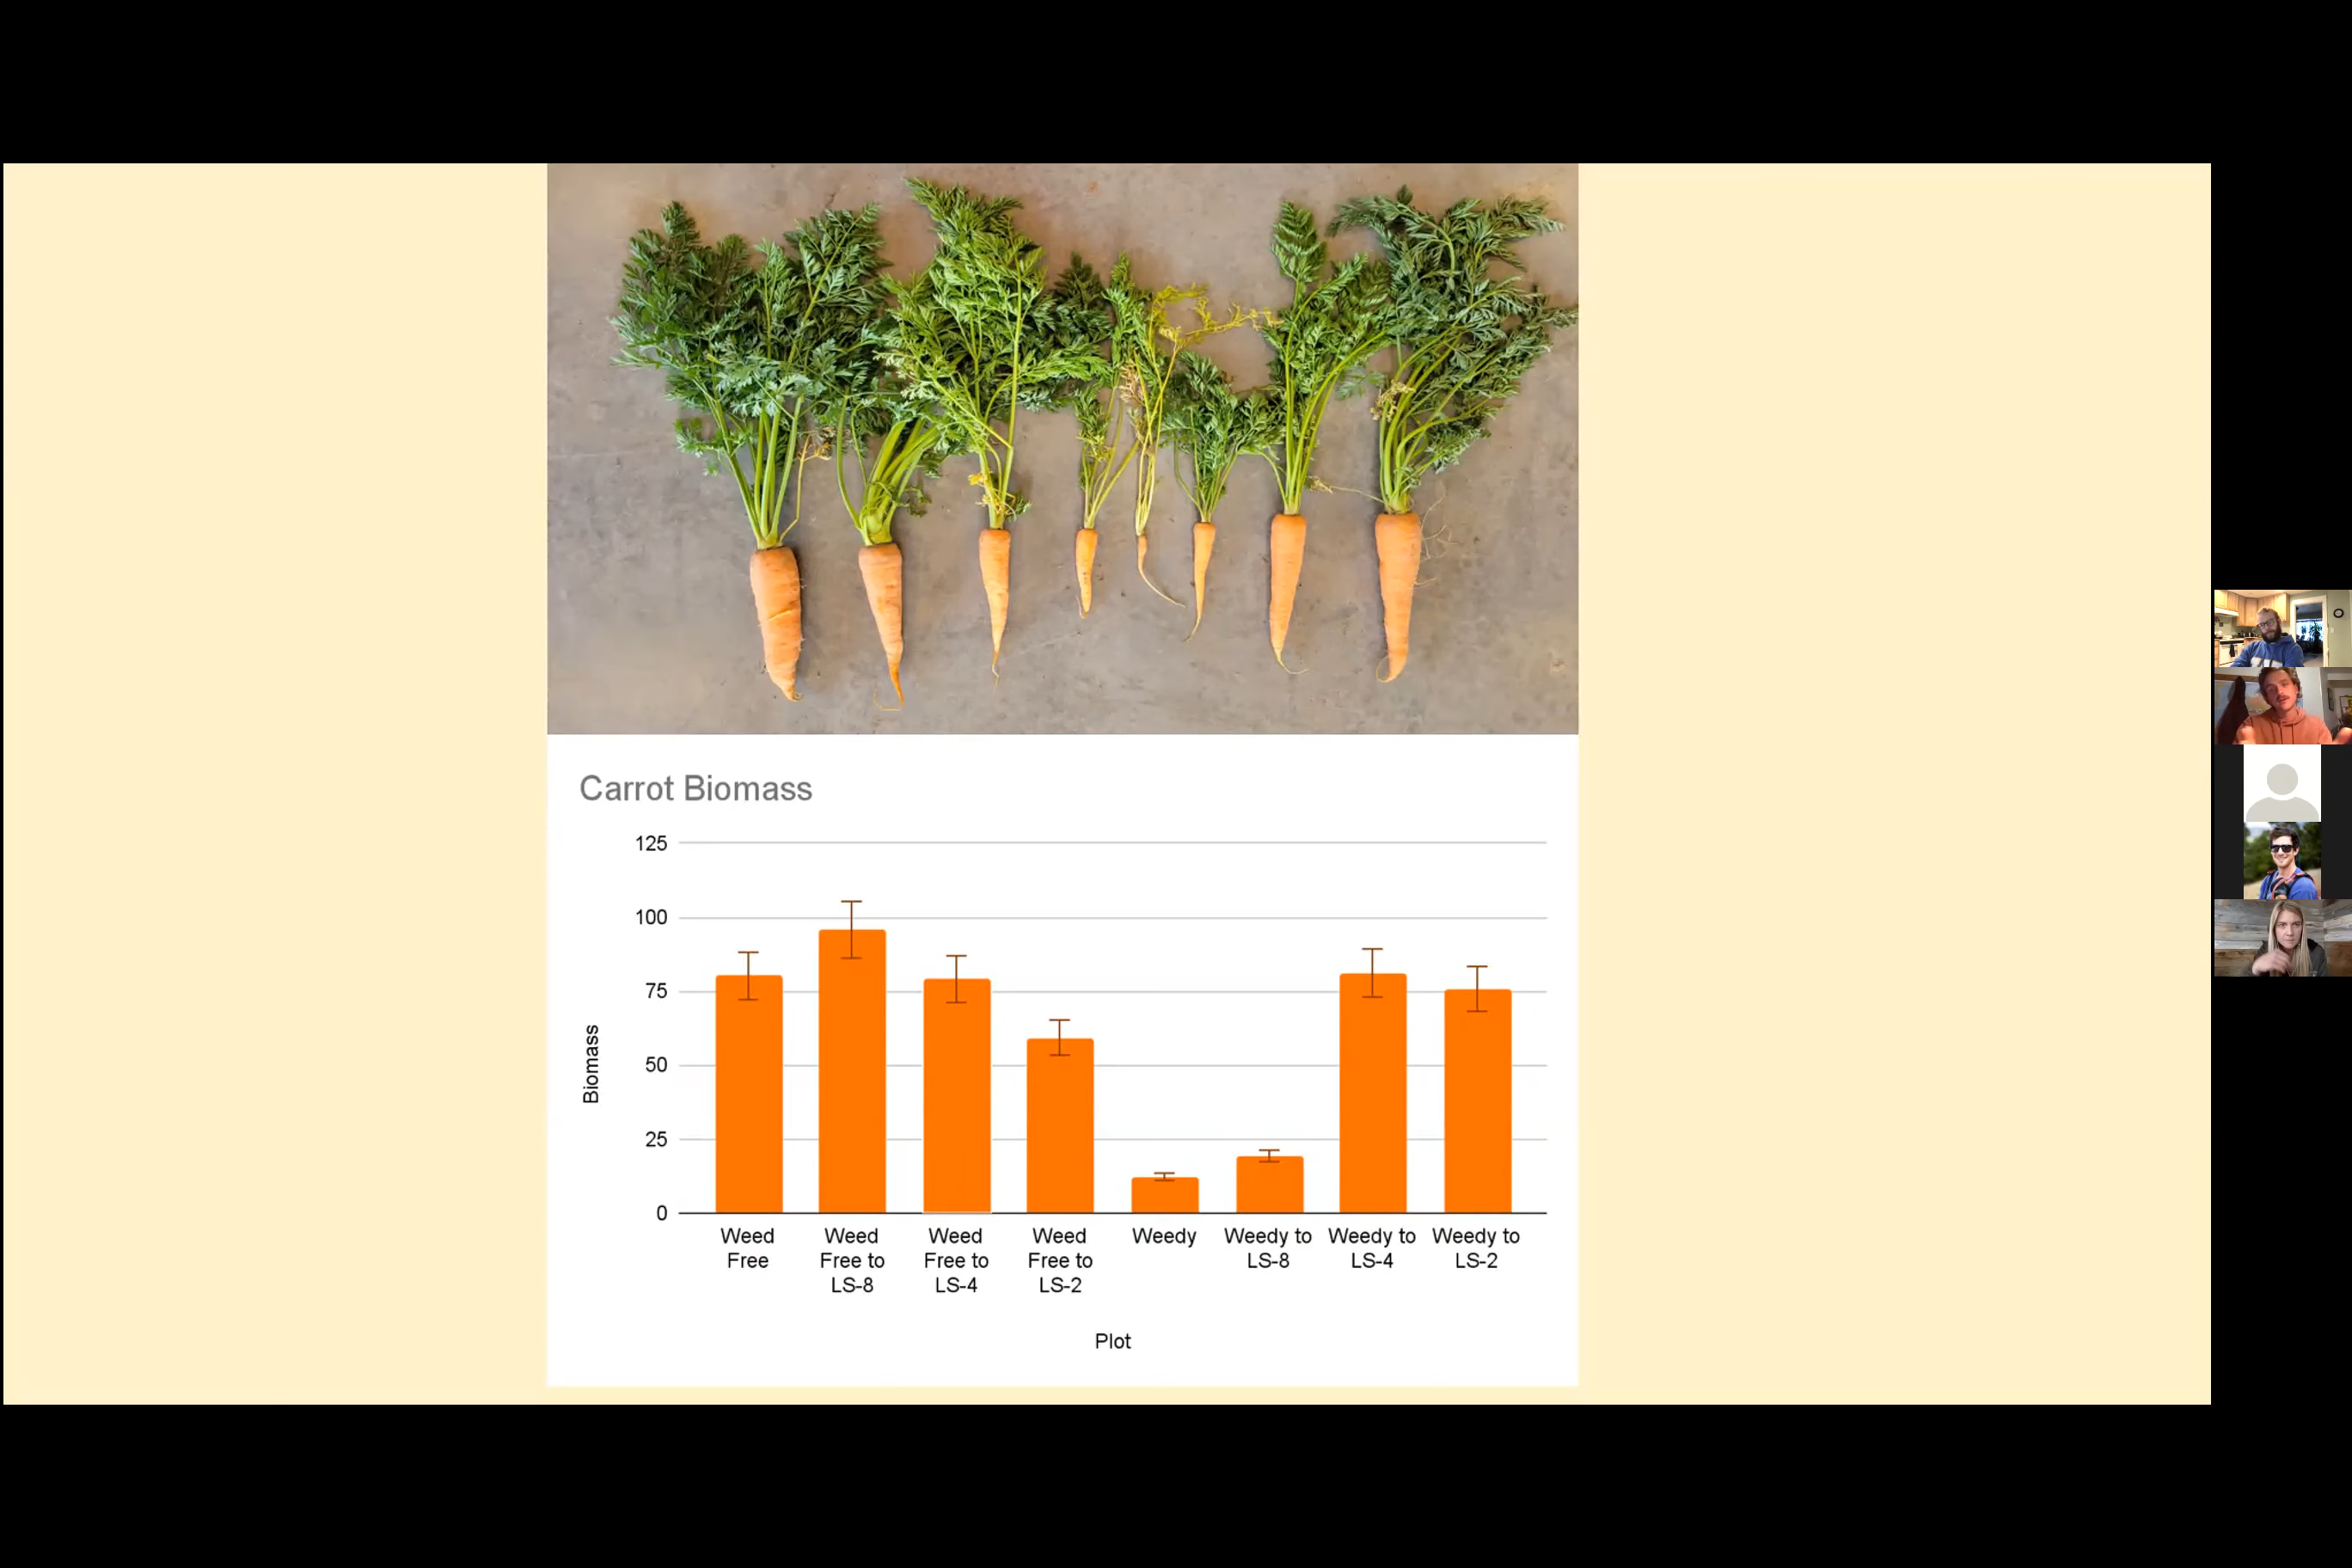 Carrot Biomass
125
100
75
50
25
0
Biomass
Weed Free
Weed Free to LS-8
Weed Free to LS-4
Weed Free to LS-2
Weedy
Weedy to LS-8
Weedy to LS-4
Weedy to LS-2
Plot